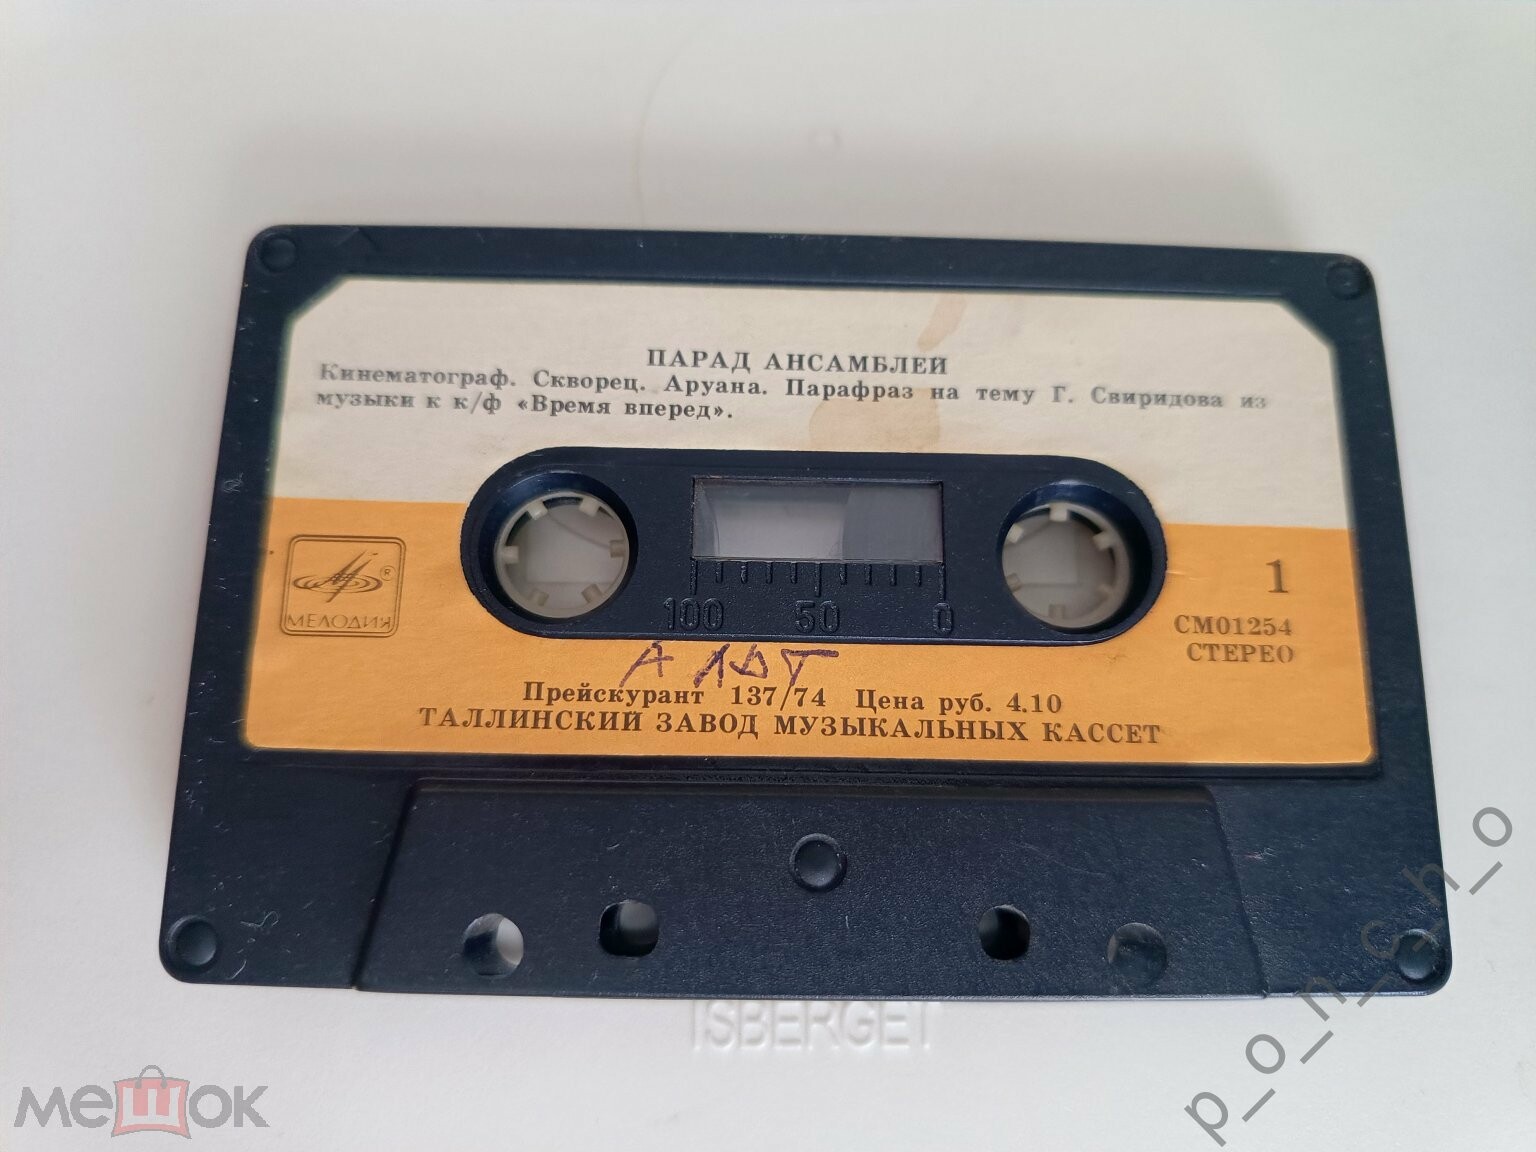 ПАРАД АНСАМБЛЕЙ
Кинематограф. Скворец. Аруана. Парафраз на тему Г. Свиридова из
музыки к к/ф «Время вперед».
®
МЕЛОДИЯ
1
СМ01254
СТЕРЕО
100 50 0
Прейскурант 137/74 Цена руб. 4.10
ТАЛЛИНСКИЙ ЗАВОД МУЗЫКАЛЬНЫХ КАССЕТ
ISBERGET
мешок
p_o_n_c_h_o